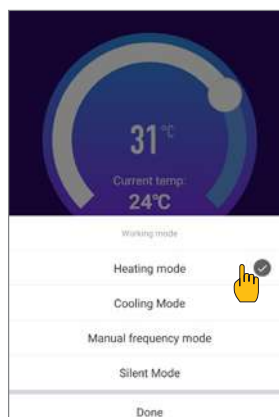 31 °C
Current temp:
24℃
Working mode
Heating mode
Cooling Mode
Manual frequency mode
Silent Mode
Done